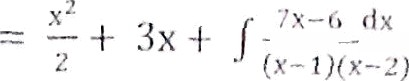 = x²/2 + 3x + ∫ 7x−6 dx / (x−1)(x−2)